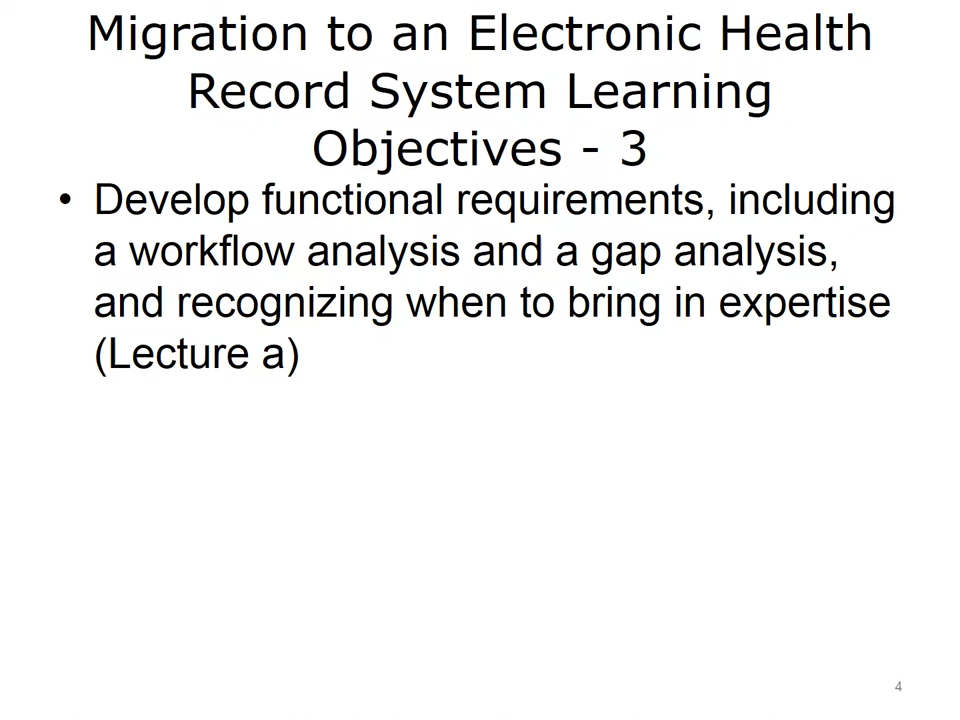 Migration to an Electronic Health
Record System Learning
Objectives - 3
• Develop functional requirements, including
a workflow analysis and a gap analysis,
and recognizing when to bring in expertise
(Lecture a)
4